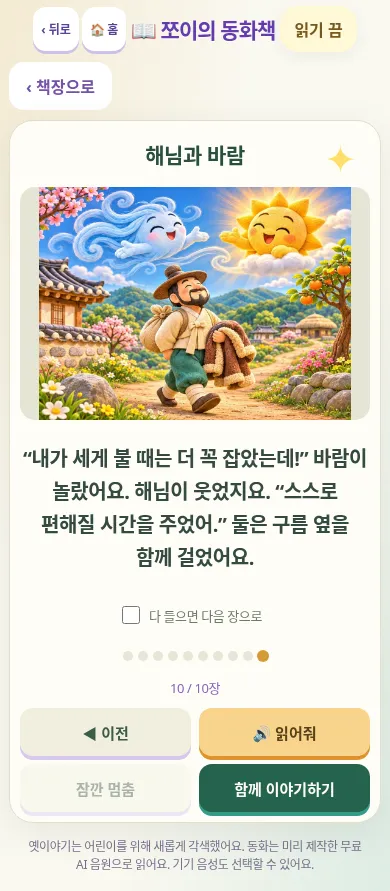 ‹ 뒤로 🏠 홈 📖 쪼이의 동화책 읽기 끔
‹ 책장으로
해님과 바람
“내가 세게 불 때는 더 꼭 잡았는데!” 바람이
놀랐어요. 해님이 웃었지요. “스스로
편해질 시간을 주었어.” 둘은 구름 옆을
함께 걸었어요.
다 들으면 다음 장으로
10 / 10장
◀ 이전 🔊 읽어줘
잠깐 멈춤 함께 이야기하기
옛이야기는 어린이를 위해 새롭게 각색했어요. 동화는 미리 제작한 무료
AI 음원으로 읽어요. 기기 음성도 선택할 수 있어요.